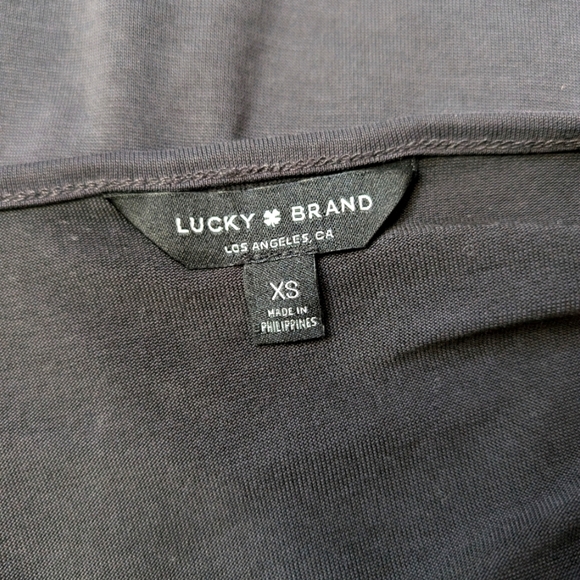 LUCKY BRAND
LOS ANGELES, CA
XS
MADE IN
PHILIPPINES